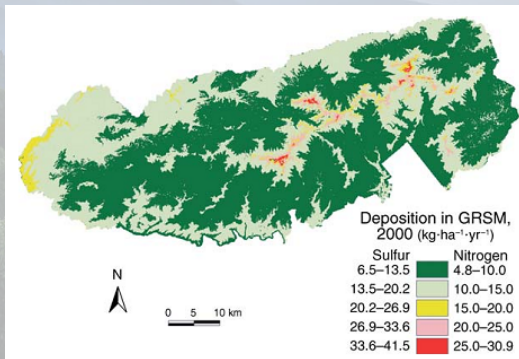 Deposition in GRSM,
2000 (kg·ha⁻¹·yr⁻¹)
Sulfur Nitrogen
6.5–13.5 4.8–10.0
13.5–20.2 10.0–15.0
20.2–26.9 15.0–20.0
26.9–33.6 20.0–25.0
33.6–41.5 25.0–30.9
N
0 5 10 km